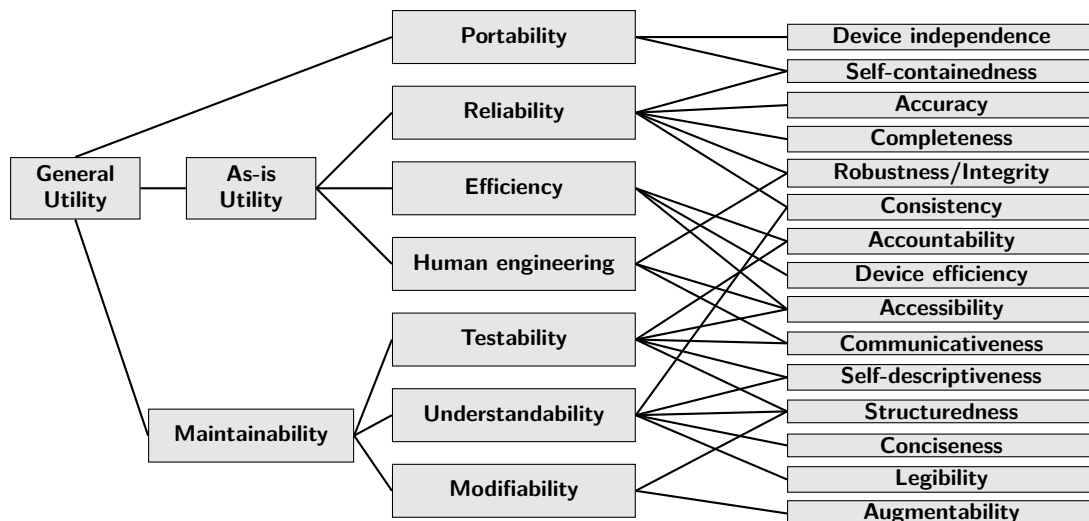 General
Utility
As-is
Utility
Maintainability
Portability
Reliability
Efficiency
Human engineering
Testability
Understandability
Modifiability
Device independence
Self-containedness
Accuracy
Completeness
Robustness/Integrity
Consistency
Accountability
Device efficiency
Accessibility
Communicativeness
Self-descriptiveness
Structuredness
Conciseness
Legibility
Augmentability